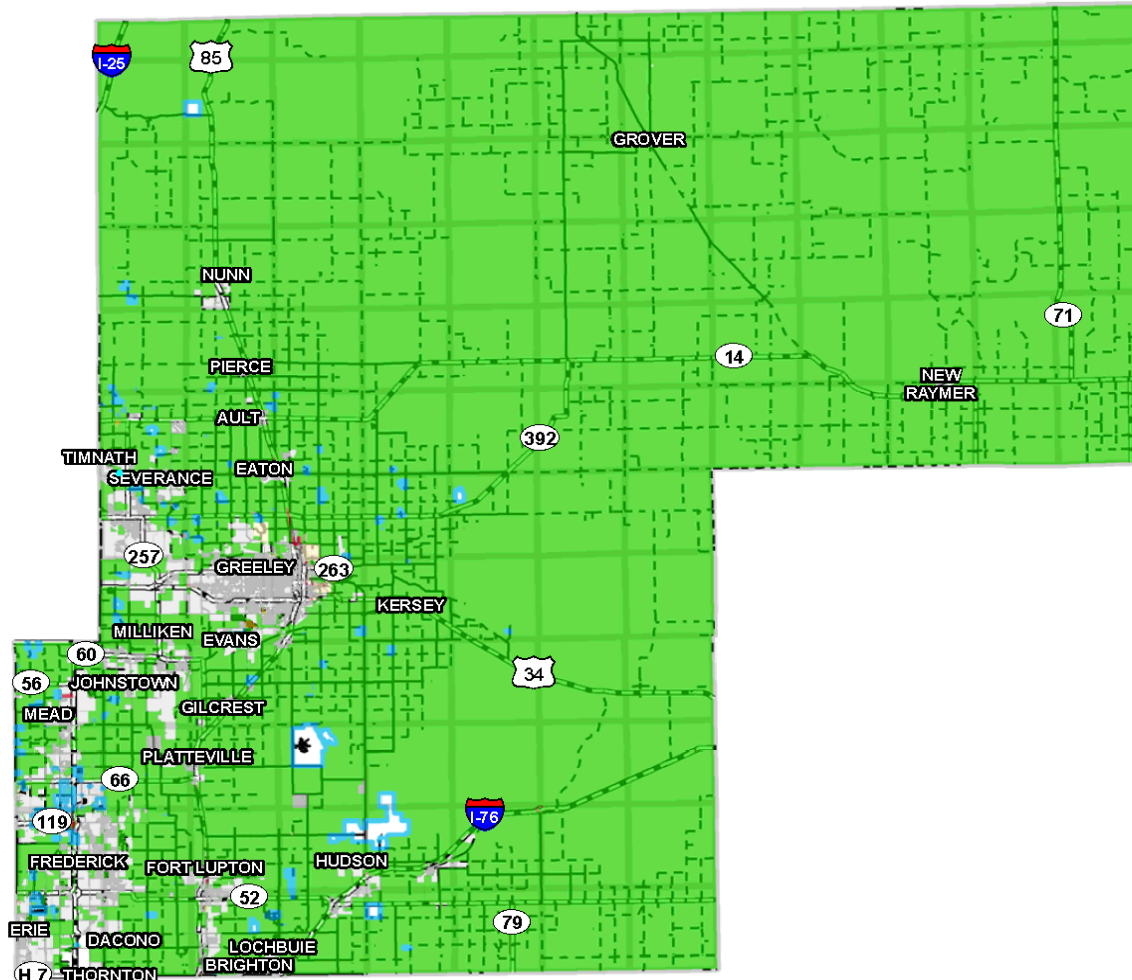 I-25
85
GROVER
NUNN
71
14
PIERCE
NEW
RAYMER
AULT
392
TIMNATH
EATON
SEVERANCE
257
GREELEY
263
KERSEY
MILLIKEN
EVANS
60
34
56
JOHNSTOWN
MEAD
GILCREST
PLATTEVILLE
66
I-76
119
FREDERICK
HUDSON
FORT LUPTON
52
79
ERIE
DACONO
LOCHBUIE
BRIGHTON
H 7
THORNTON